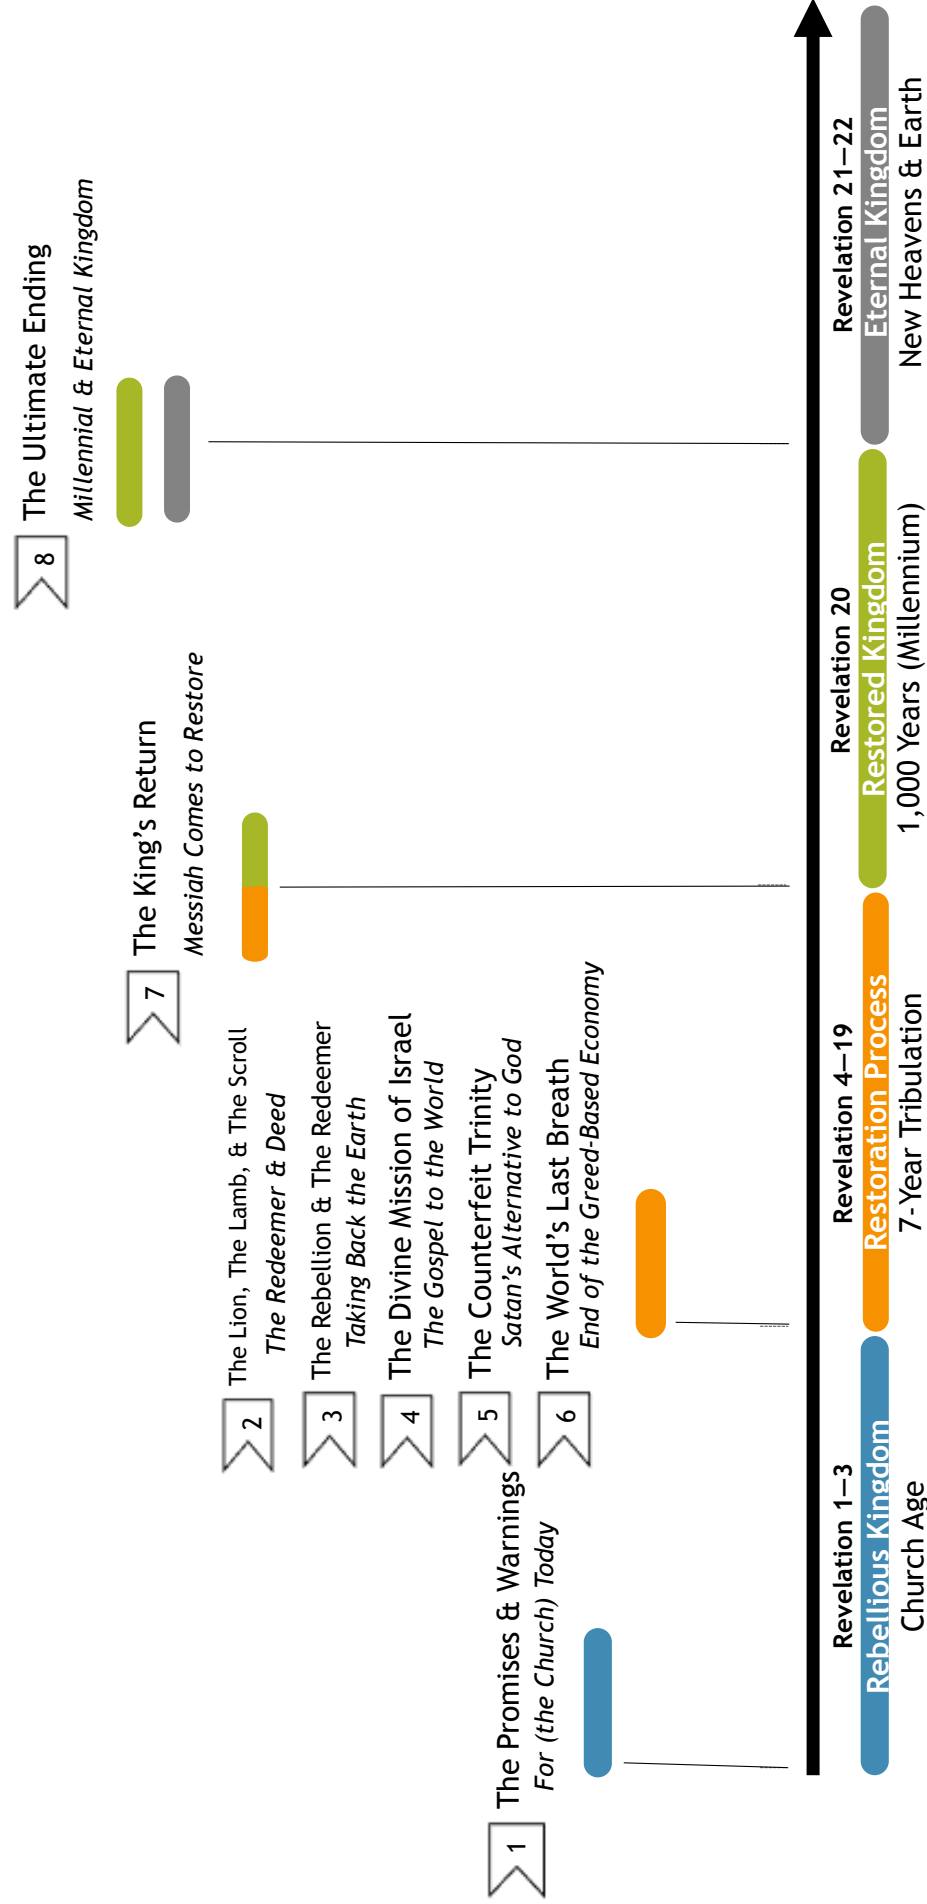 1
The Promises & Warnings
For (the Church) Today
2
The Lion, The Lamb, & The Scroll
The Redeemer & Deed
3
The Rebellion & The Redeemer
Taking Back the Earth
4
The Divine Mission of Israel
The Gospel to the World
5
The Counterfeit Trinity
Satan’s Alternative to God
6
The World’s Last Breath
End of the Greed-Based Economy
7
The King’s Return
Messiah Comes to Restore
8
The Ultimate Ending
Millennial & Eternal Kingdom
Revelation 1—3
Rebellious Kingdom
Church Age
Revelation 4—19
Restoration Process
7-Year Tribulation
Revelation 20
Restored Kingdom
1,000 Years (Millennium)
Revelation 21—22
Eternal Kingdom
New Heavens & Earth